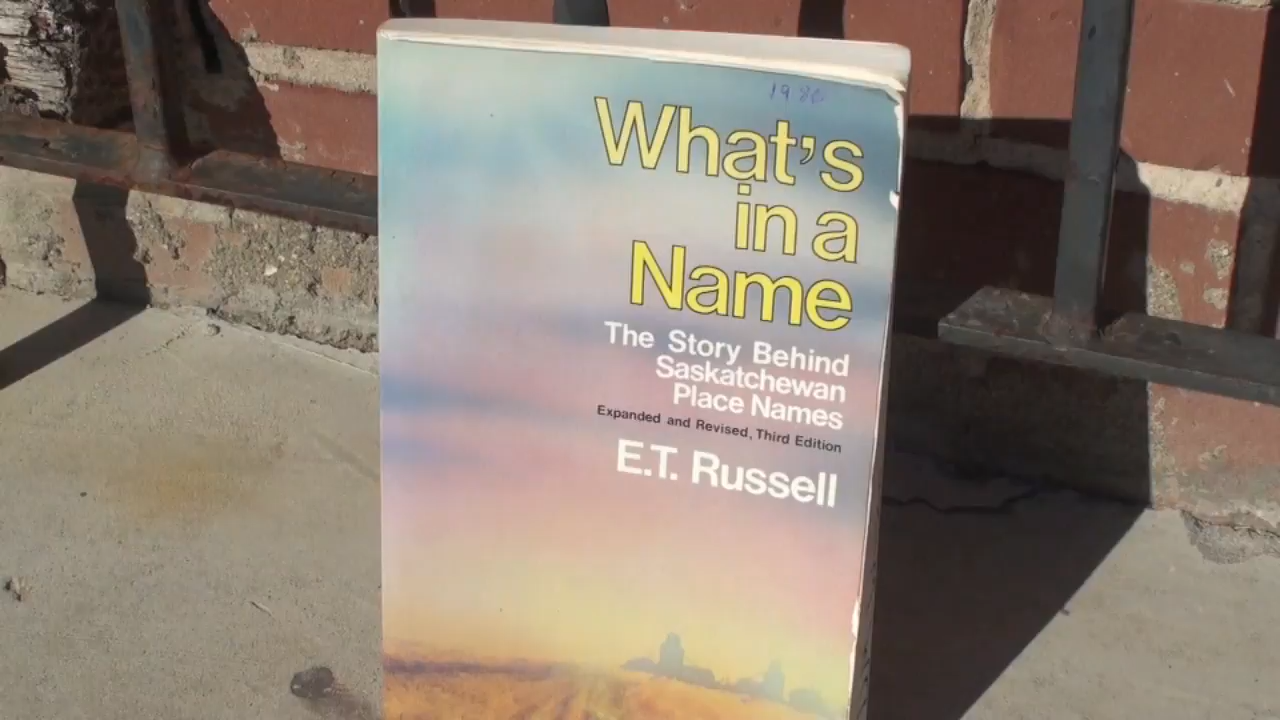 1980
What's
in a
Name
The Story Behind
Saskatchewan
Place Names
Expanded and Revised, Third Edition
E.T. Russell